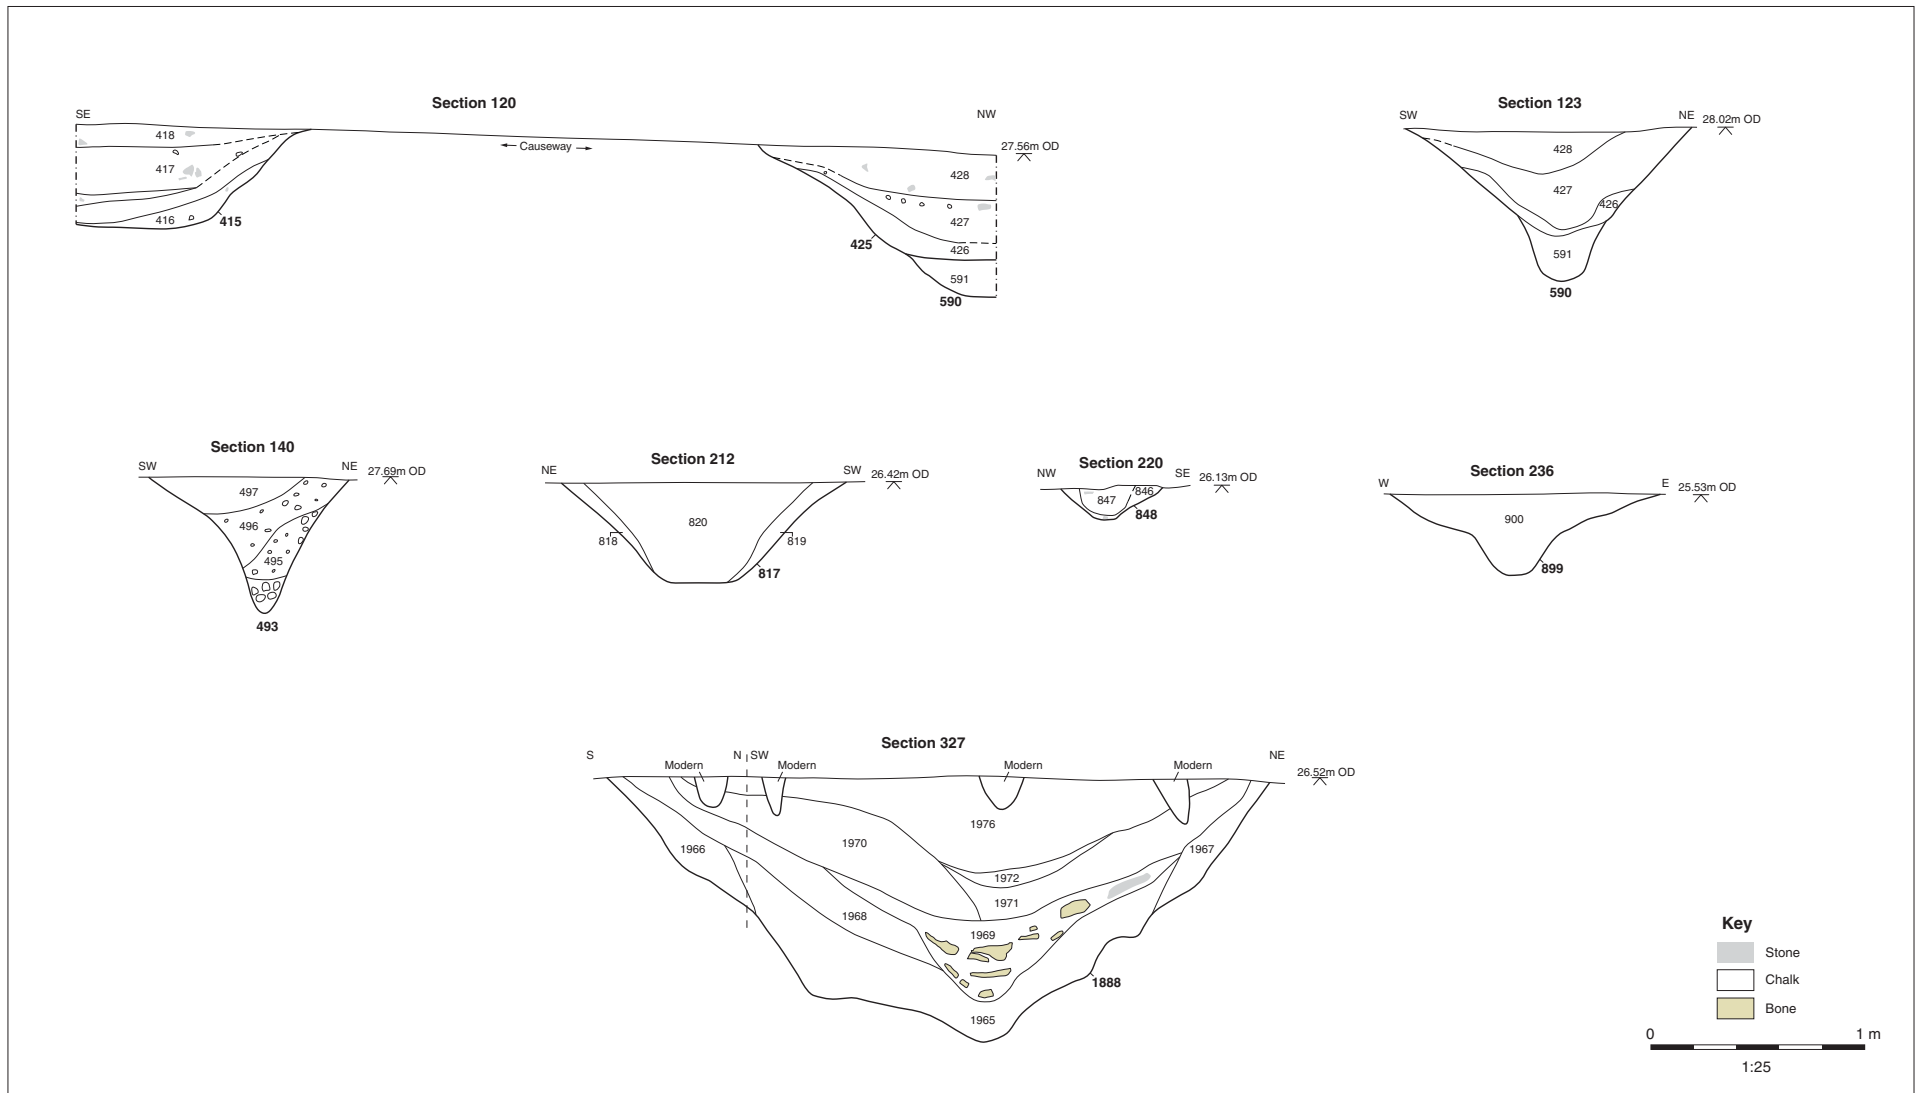 Section 120
SE
NW
418
417
416
415
Causeway
27.56m OD
428
427
426
425
591
590
Section 123
SW
NE
28.02m OD
428
427
426
591
590
Section 140
SW
NE
27.69m OD
497
496
495
493
Section 212
NE
SW
26.42m OD
820
818
819
817
Section 220
NW
SE
26.13m OD
847
846
848
Section 236
W
E
25.53m OD
900
899
Section 327
S
N
SW
NE
Modern
Modern
Modern
Modern
26.52m OD
1976
1970
1966
1967
1972
1971
1968
1969
1888
1965
Key
Stone
Chalk
Bone
0
1 m
1:25